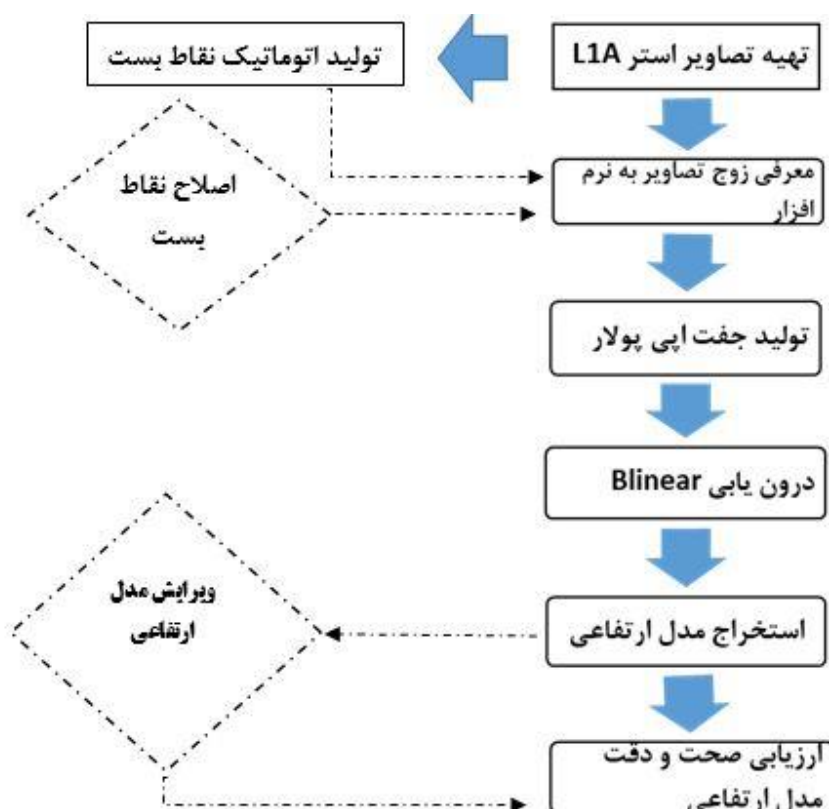 تهیه تصاویر استر L1A
تولید اتوماتیک نقاط بست
معرفی زوج تصاویر به نرم
افزار
اصلاح نقاط
بست
تولید جفت اپی پولار
درون یابی Blinear
استخراج مدل ارتفاعی
ویرایش مدل
ارتفاعی
ارزیابی صحت و دقت
مدل ارتفاعی